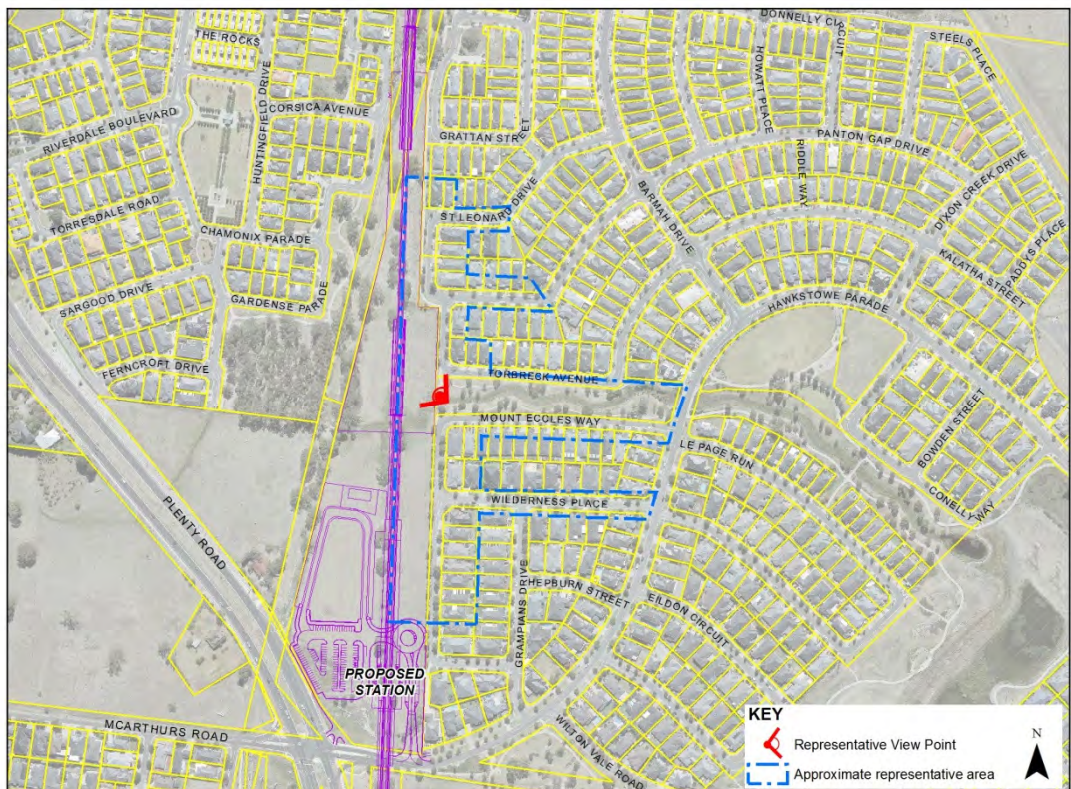 DONNELLY CIRCUIT
STEELS PLACE
THE ROCKS
HUNTINGFIELD DRIVE
HOWATT PLACE
CORSICA AVENUE
RIVERDALE BOULEVARD
GRATTAN STREET
PANTON GAP DRIVE
RIDDLE WAY
DIXON CREEK DRIVE
BARMAH DRIVE
TORRESDALE ROAD
ST LEONARD DRIVE
PADDYS PLACE
CHAMONIX PARADE
KALATHA STREET
SARGOOD DRIVE
GARDENSE PARADE
HANKSTOWE PARADE
FERNCROFT DRIVE
TORBRECK AVENUE
MOUNT ECCLES WAY
BOWDEN STREET
LE PAGE RUN
CONELLY WAY
WILDERNESS PLACE
PLENTY ROAD
GRAMPIANS DRIVE
HEPBURN STREET
EILDON CIRCUIT
PROPOSED
STATION
MCARTHURS ROAD
WILTON VALE ROAD
KEY
Representative View Point
Approximate representative area
N